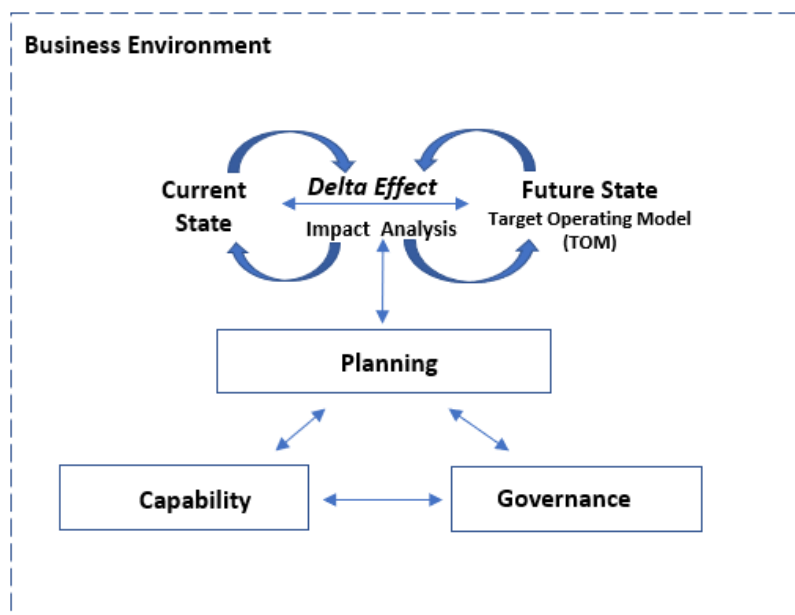 Business Environment
Delta Effect
Current
State
Future State
Target Operating Model
(TOM)
Impact Analysis
Planning
Capability
Governance